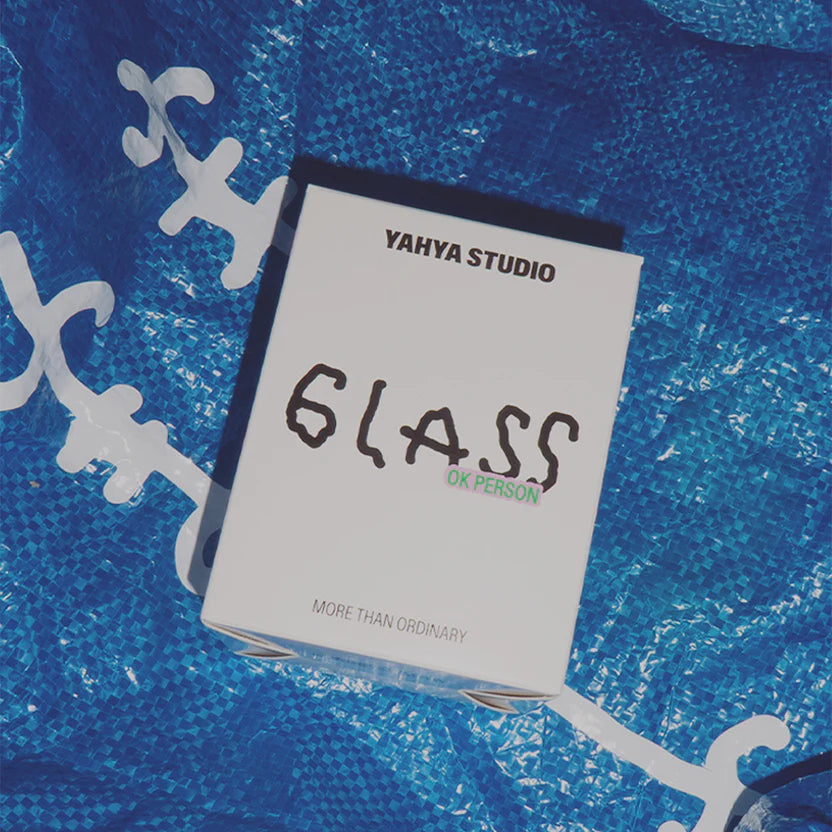 YAHYA STUDIO
GLASS
OK PERSON
MORE THAN ORDINARY